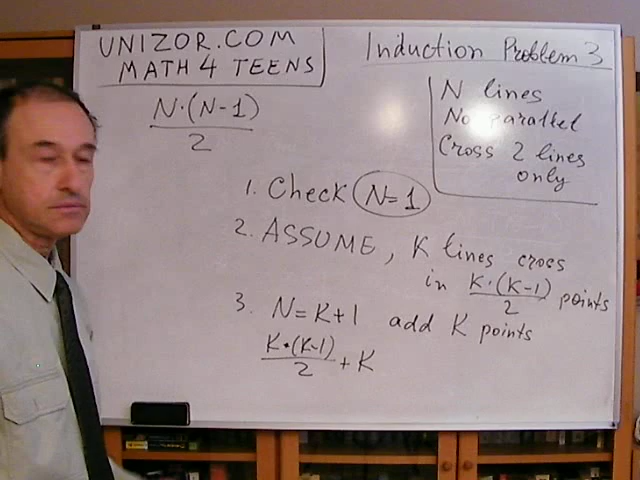 UNIZOR.COM
MATH 4 TEENS
Induction Problem 3
N·(N-1)
2
N lines
No parallel
Cross 2 lines
only
1. Check N=1
2. ASSUME, K lines cross
in K·(K-1)/2 points
3. N=K+1 add K points
K·(K-1)/2 + K